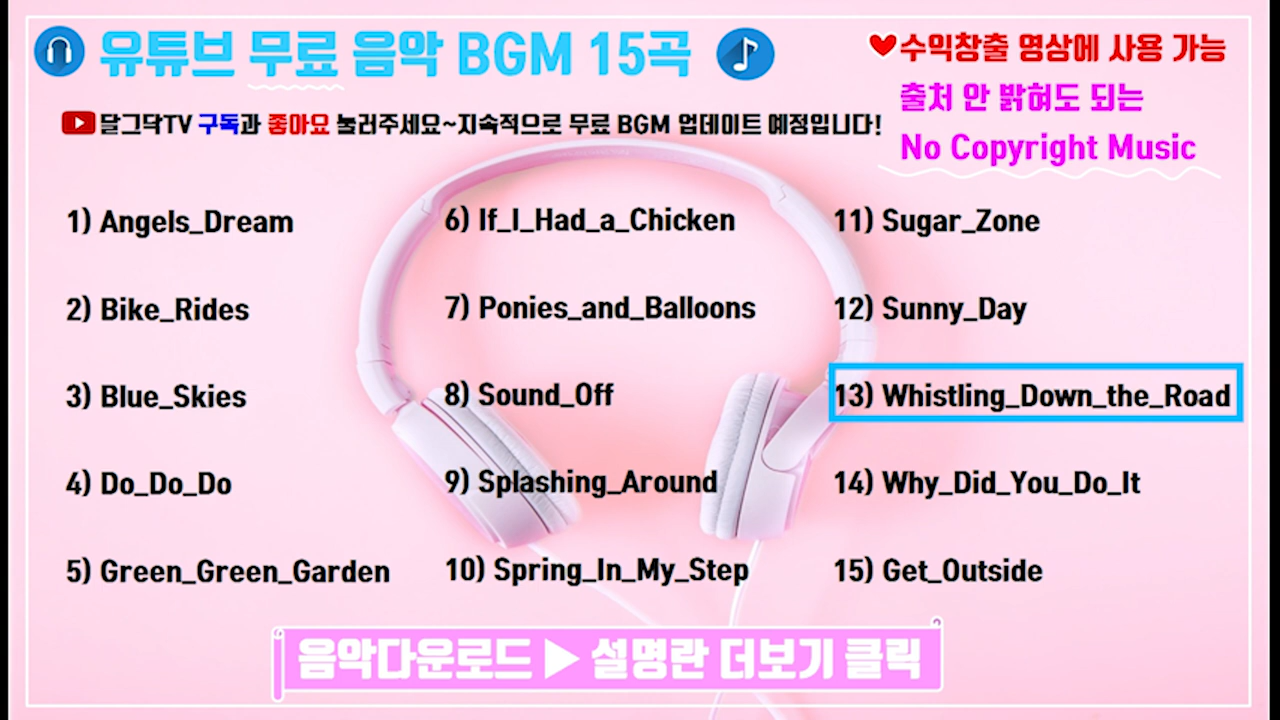 유튜브 무료 음악 BGM 15곡
수익창출 영상에 사용 가능
출처 안 밝혀도 되는
No Copyright Music
달그닥TV 구독과 좋아요 눌러주세요~지속적으로 무료 BGM 업데이트 예정입니다!
1) Angels_Dream
2) Bike_Rides
3) Blue_Skies
4) Do_Do_Do
5) Green_Green_Garden
6) If_I_Had_a_Chicken
7) Ponies_and_Balloons
8) Sound_Off
9) Splashing_Around
10) Spring_In_My_Step
11) Sugar_Zone
12) Sunny_Day
13) Whistling_Down_the_Road
14) Why_Did_You_Do_It
15) Get_Outside
음악다운로드 ▶ 설명란 더보기 클릭